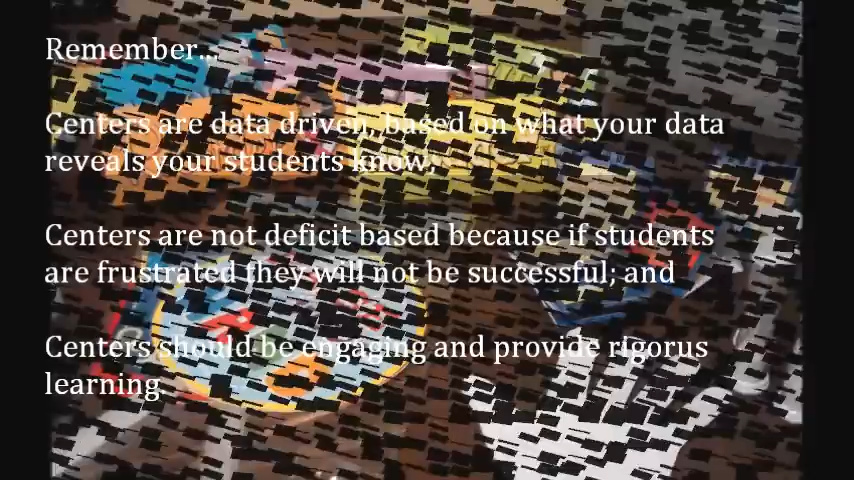 Remember...
Centers are data driven, based on what your data
reveals your students know;
Centers are not deficit based because if students
are frustrated they will not be successful; and
Centers should be engaging and provide rigorus
learning